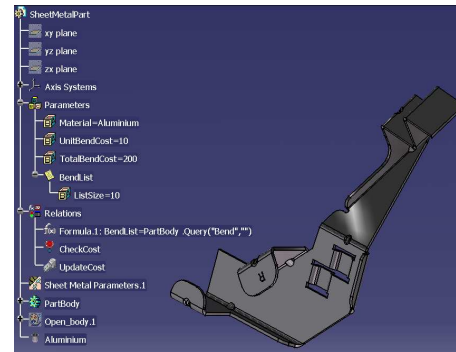 SheetMetalPart
xy plane
yz plane
zx plane
Axis Systems
Parameters
Material=Aluminium
UnitBendCost=10
TotalBendCost=200
BendList
ListSize=10
Relations
Formula.1: BendList=PartBody .Query("Bend","")
CheckCost
UpdateCost
Sheet Metal Parameters.1
PartBody
Open_body.1
Aluminium